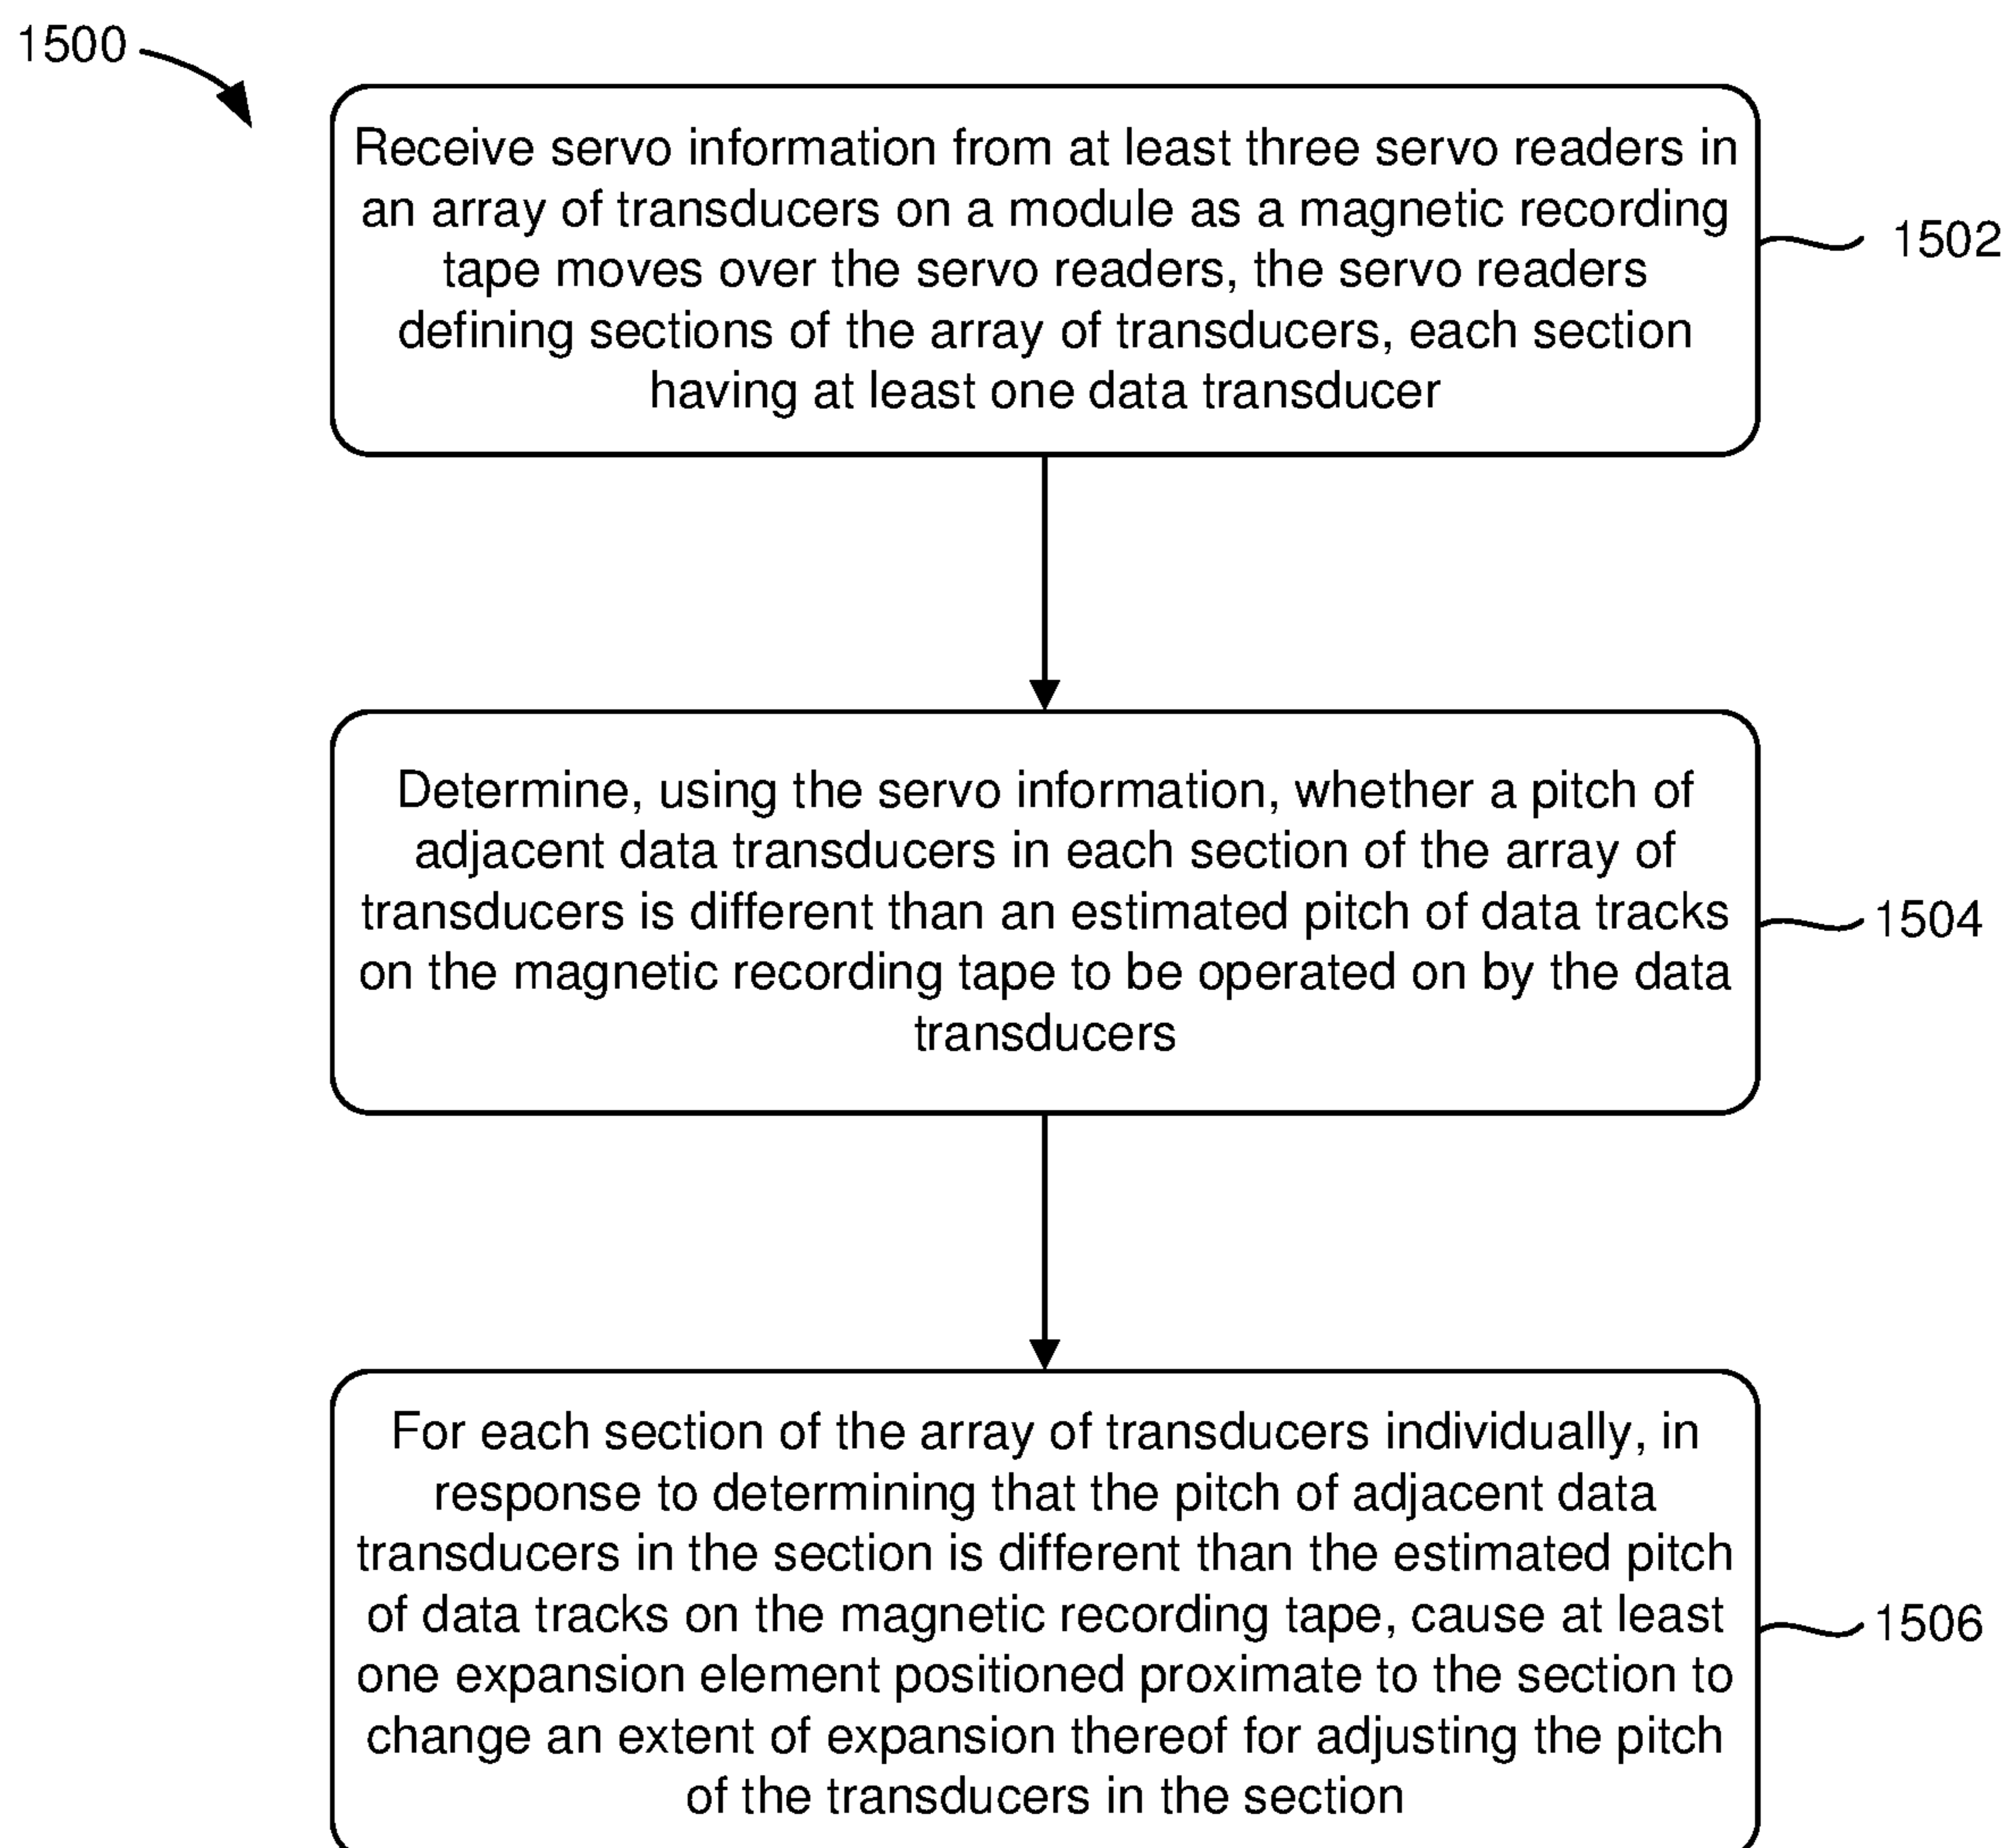 1500
Receive servo information from at least three servo readers in
an array of transducers on a module as a magnetic recording
tape moves over the servo readers, the servo readers
defining sections of the array of transducers, each section
having at least one data transducer
1502
Determine, using the servo information, whether a pitch of
adjacent data transducers in each section of the array of
transducers is different than an estimated pitch of data tracks
on the magnetic recording tape to be operated on by the data
transducers
1504
For each section of the array of transducers individually, in
response to determining that the pitch of adjacent data
transducers in the section is different than the estimated pitch
of data tracks on the magnetic recording tape, cause at least
one expansion element positioned proximate to the section to
change an extent of expansion thereof for adjusting the pitch
of the transducers in the section
1506